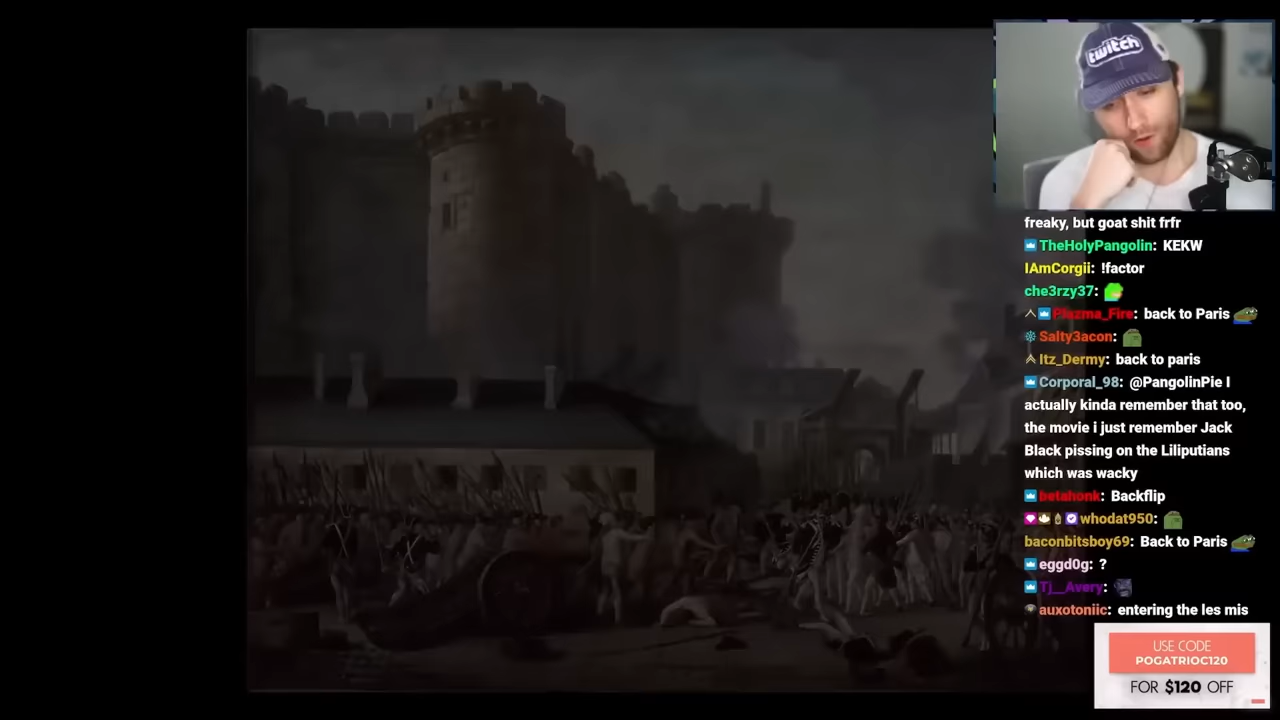 twitch
freaky, but goat shit frfr
TheHolyPangolin: KEKW
IAmCorgii: !factor
che3rzy37:
Plazma_Fire: back to Paris
Salty3acon:
Itz_Dermy: back to paris
Corporal_98: @PangolinPie I
actually kinda remember that too,
the movie i just remember Jack
Black pissing on the Liliputians
which was wacky
betahonk: Backflip
whodat950:
baconbitsboy69: Back to Paris
eggd0g: ?
Tj__Avery:
auxotoniic: entering the les mis
USE CODE
POGATRIOC120
FOR $120 OFF